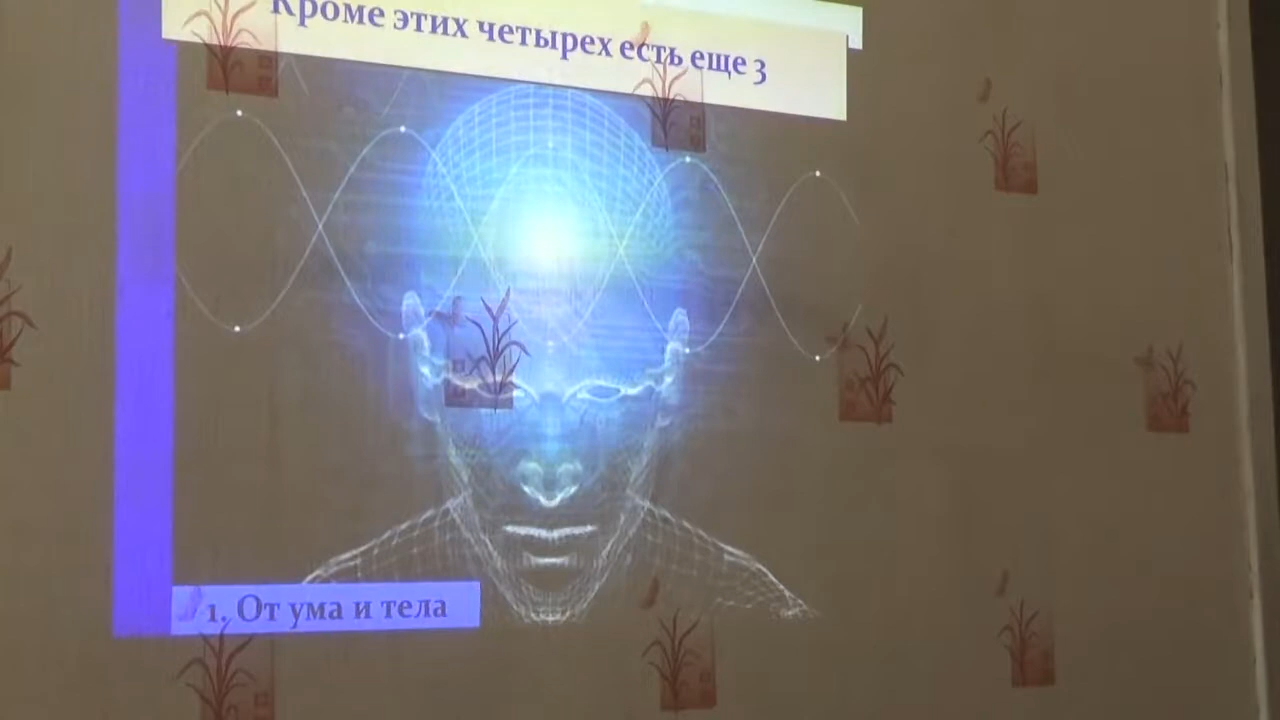 Кроме этих четырех есть еще 3
1. От ума и тела